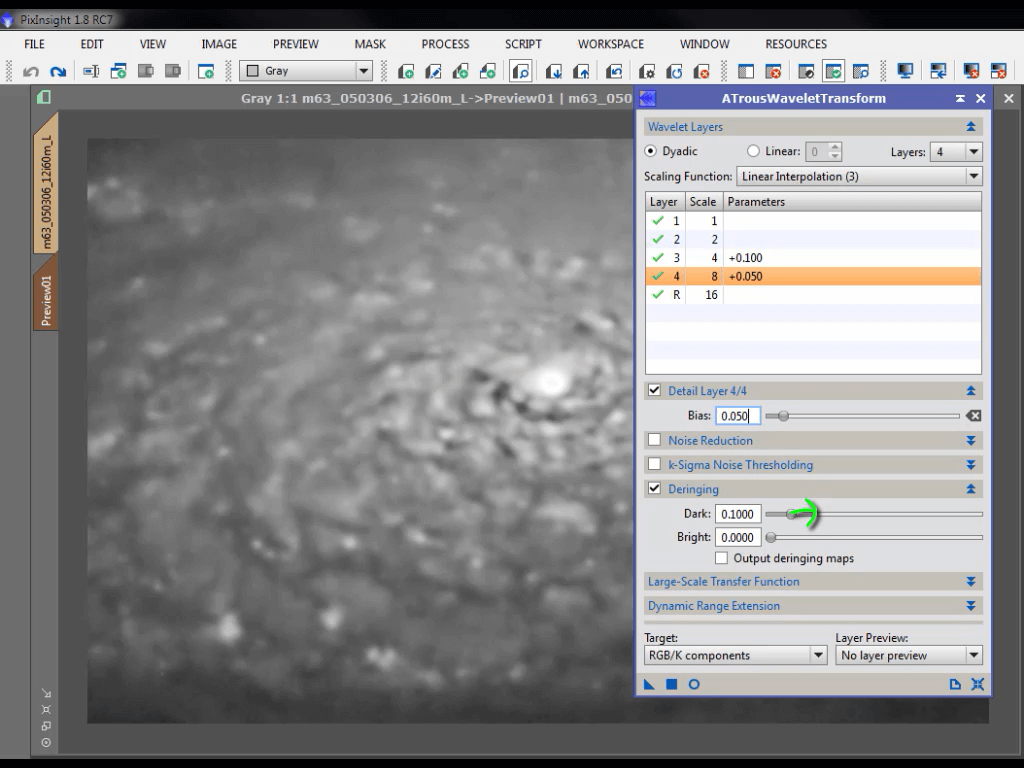 PixInsight 1.8 RC7
FILE EDIT VIEW IMAGE PREVIEW MASK PROCESS SCRIPT WORKSPACE WINDOW RESOURCES
Gray
Gray 1:1 m63_050306_12i60m_L->Preview01 | m63_050
m63_050306_12i60m_L
Preview01
ATrousWaveletTransform
Wavelet Layers
Dyadic Linear: 0 Layers: 4
Scaling Function: Linear Interpolation (3)
Layer Scale Parameters
1 1
2 2
3 4 +0.100
4 8 +0.050
R 16
Detail Layer 4/4
Bias: 0.050
Noise Reduction
k-Sigma Noise Thresholding
Deringing
Dark: 0.1000
Bright: 0.0000
Output deringing maps
Large-Scale Transfer Function
Dynamic Range Extension
Target: Layer Preview:
RGB/K components No layer preview